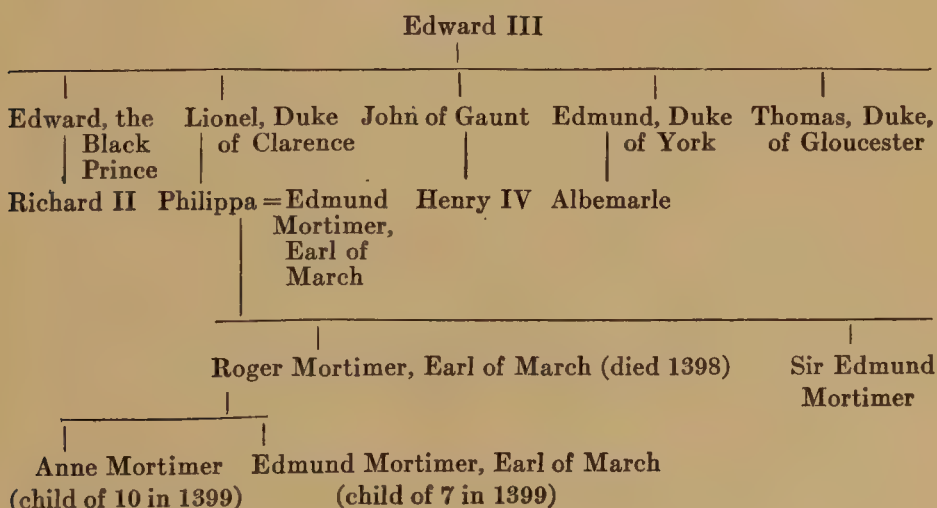 Edward III
Edward, the Black Prince
Lionel, Duke of Clarence
John of Gaunt
Edmund, Duke of York
Thomas, Duke, of Gloucester
Richard II
Philippa = Edmund Mortimer, Earl of March
Henry IV
Albemarle
Roger Mortimer, Earl of March (died 1398)
Sir Edmund Mortimer
Anne Mortimer
(child of 10 in 1399)
Edmund Mortimer, Earl of March
(child of 7 in 1399)